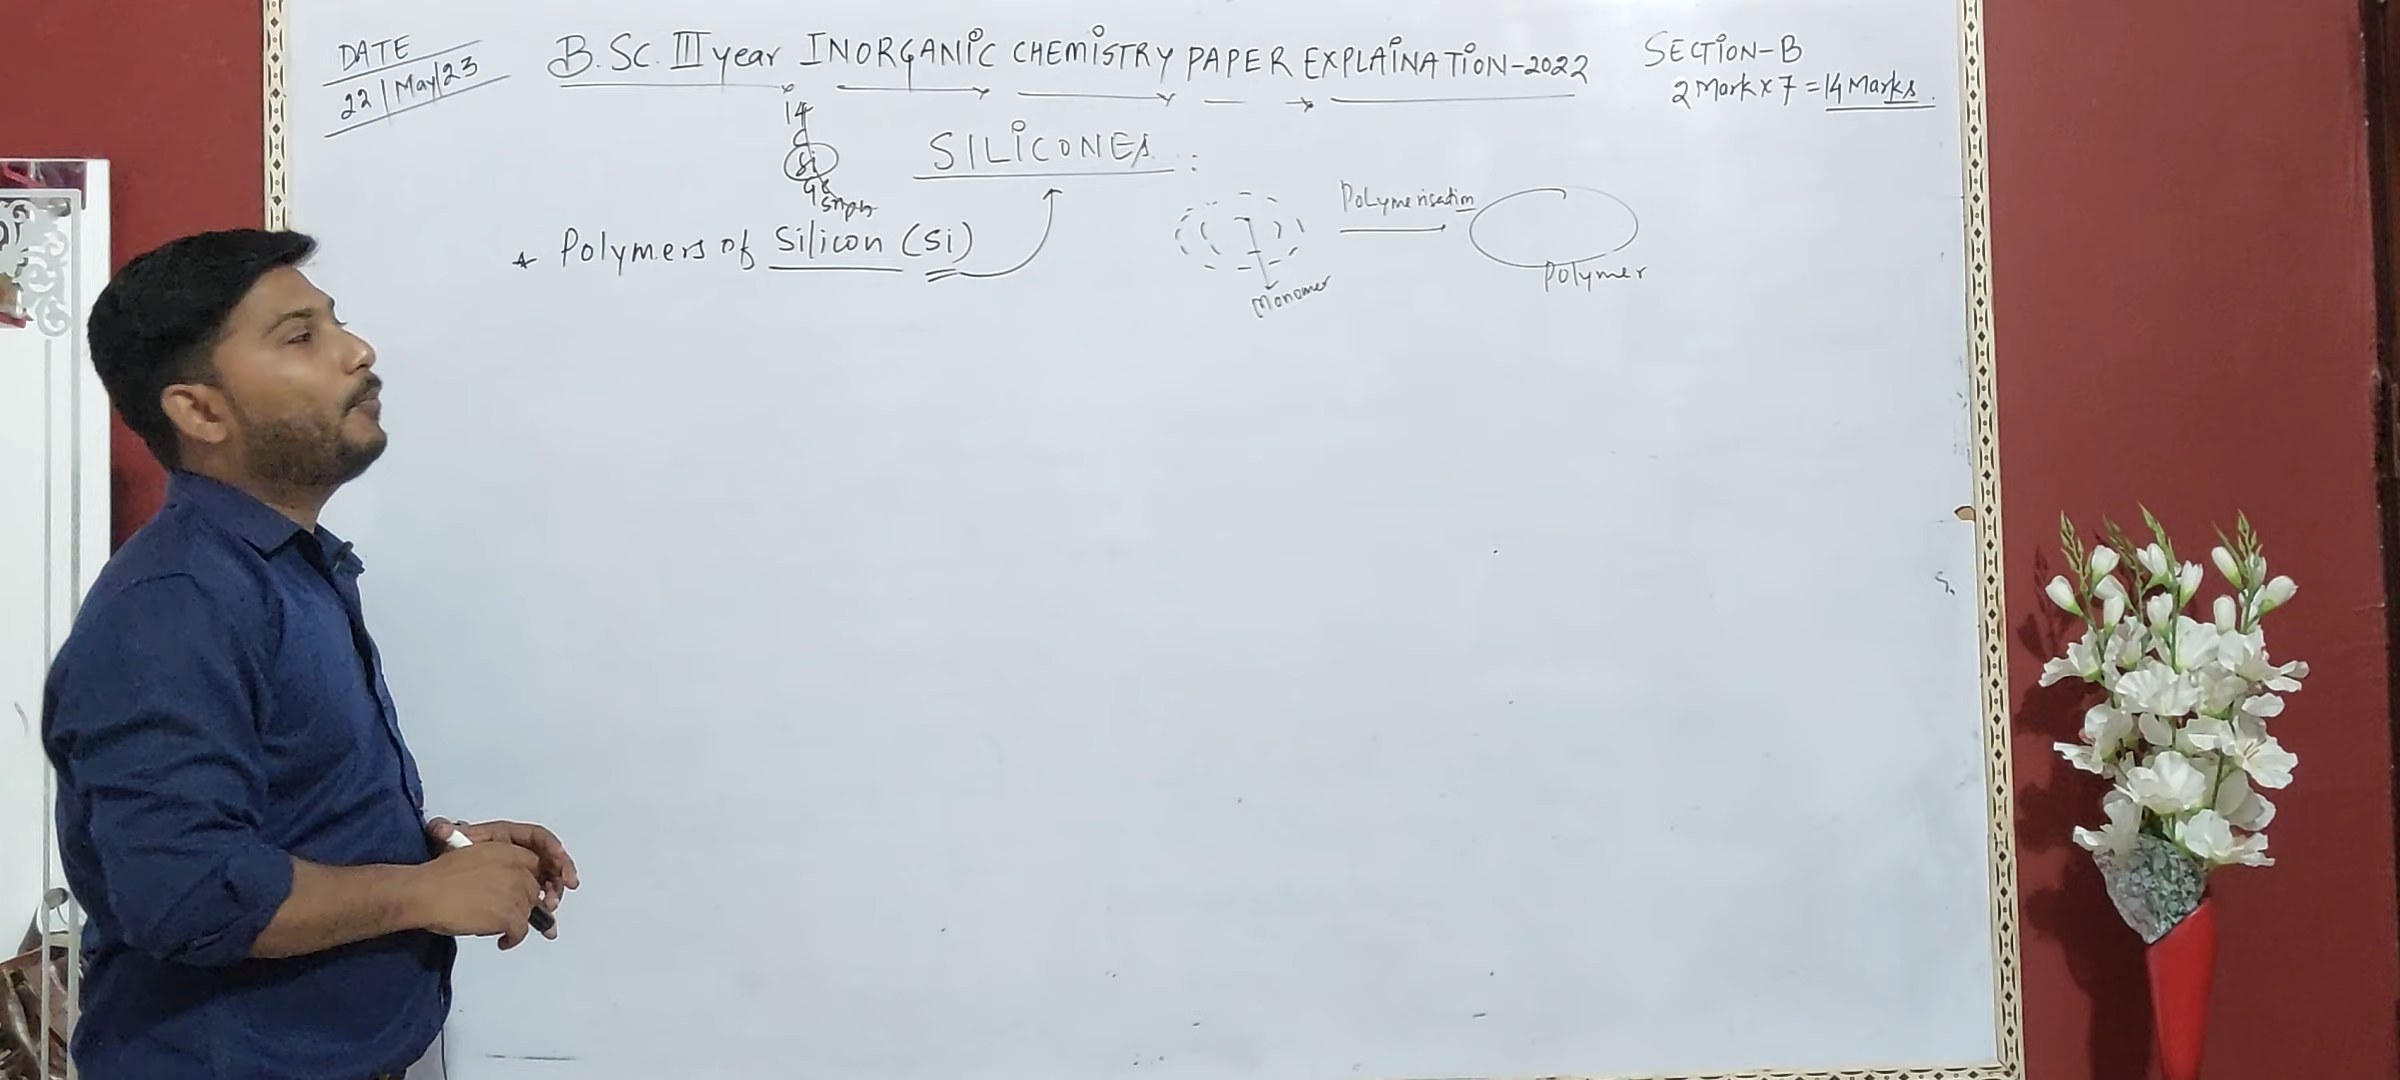 DATE
22/May/23
B.Sc. III year INORGANIC CHEMISTRY PAPER EXPLAINATION-2022
SECTION-B
2 Mark x 7 = 14 Marks.
14
C
Si
SILICONES :
* Polymers of Silicon (Si)
Polymerisation
Monomer
Polymer